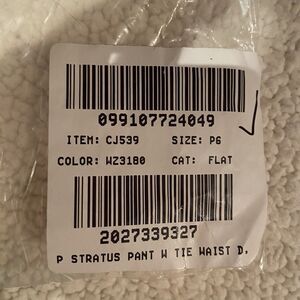 099107724049
ITEM: CJ539 SIZE: P6
COLOR: WZ3180 CAT: FLAT
2027339327
P STRATUS PANT W TIE WAIST D,